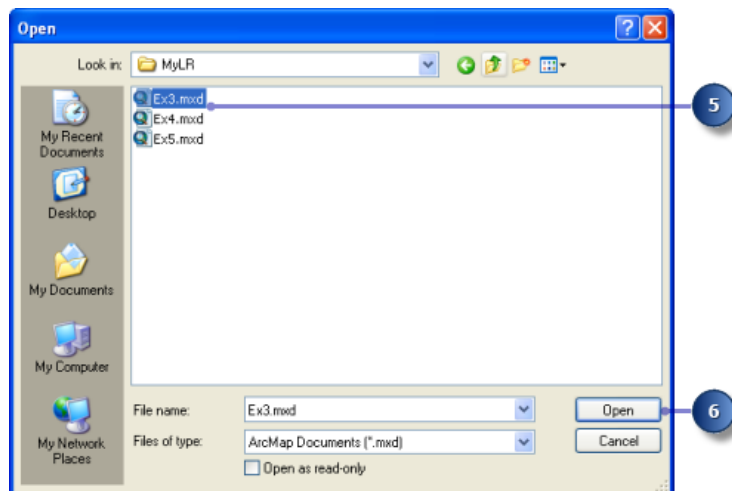 Open
Look in: MyLR
Ex3.mxd
5
Ex4.mxd
Ex5.mxd
My Recent
Documents
Desktop
My Documents
My Computer
My Network
Places
File name: Ex3.mxd Open
6
Files of type: ArcMap Documents (*.mxd) Cancel
Open as read-only